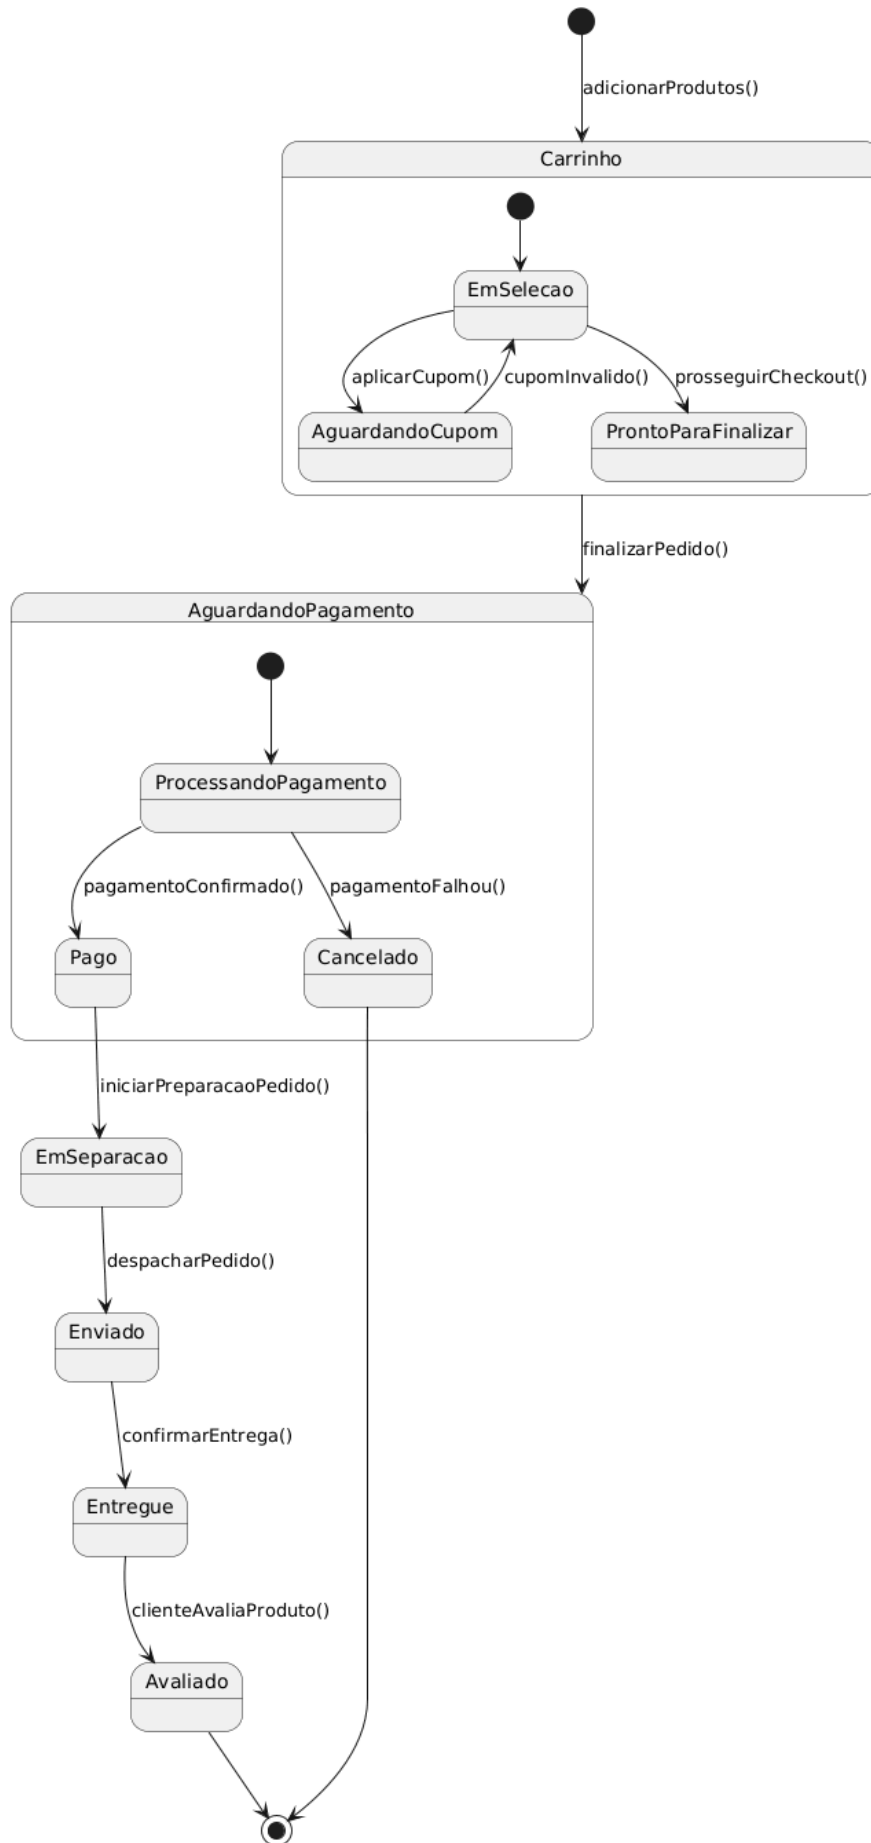 adicionarProdutos()
Carrinho
EmSelecao
aplicarCupom()
cupomInvalido()
prosseguirCheckout()
AguardandoCupom
ProntoParaFinalizar
finalizarPedido()
AguardandoPagamento
ProcessandoPagamento
pagamentoConfirmado()
pagamentoFalhou()
Pago
Cancelado
iniciarPreparacaoPedido()
EmSeparacao
despacharPedido()
Enviado
confirmarEntrega()
Entregue
clienteAvaliaProduto()
Avaliado